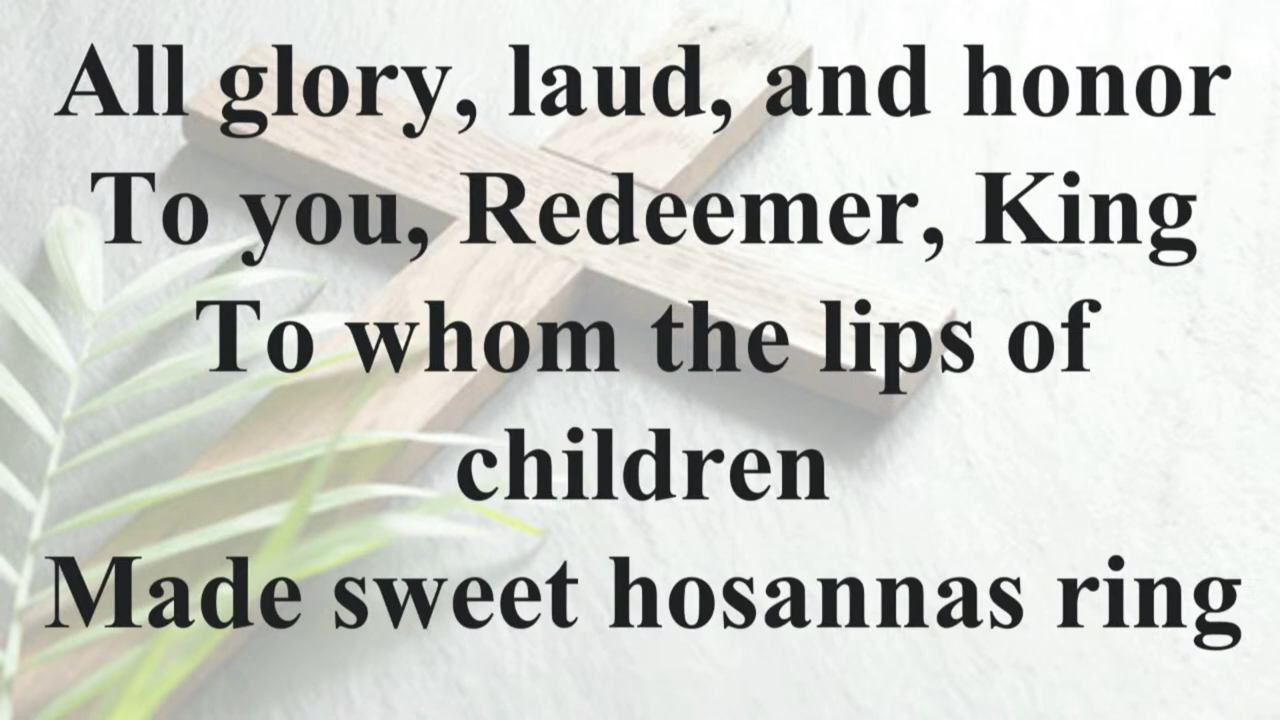 All glory, laud, and honor
To you, Redeemer, King
To whom the lips of
children
Made sweet hosannas ring